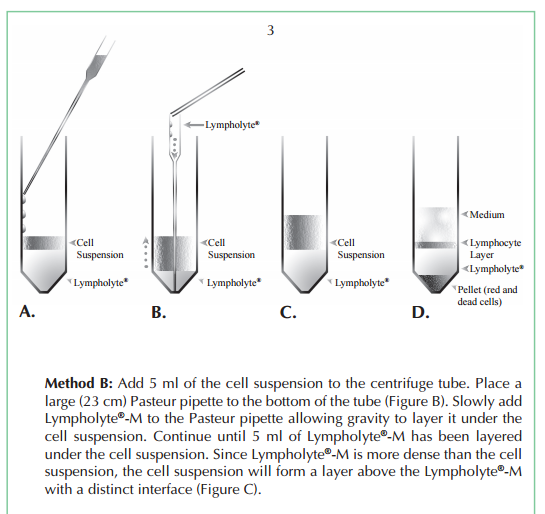 3
Lympholyte®
Cell
Suspension
Lympholyte®
Cell
Suspension
Lympholyte®
Cell
Suspension
Lympholyte®
Medium
Lymphocyte
Layer
Lympholyte®
Pellet (red and
dead cells)
A.
B.
C.
D.
Method B: Add 5 ml of the cell suspension to the centrifuge tube. Place a
large (23 cm) Pasteur pipette to the bottom of the tube (Figure B). Slowly add
Lympholyte®-M to the Pasteur pipette allowing gravity to layer it under the
cell suspension. Continue until 5 ml of Lympholyte®-M has been layered
under the cell suspension. Since Lympholyte®-M is more dense than the cell
suspension, the cell suspension will form a layer above the Lympholyte®-M
with a distinct interface (Figure C).